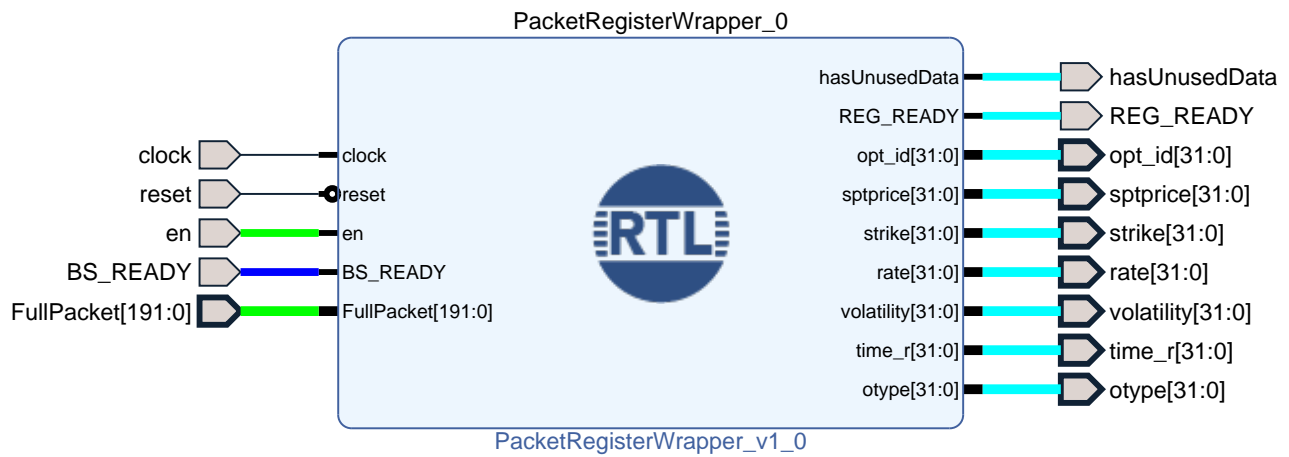 PacketRegisterWrapper_0
hasUnusedData
hasUnusedData
REG_READY
REG_READY
clock
clock
opt_id[31:0]
opt_id[31:0]
reset
reset
sptprice[31:0]
sptprice[31:0]
en
en
strike[31:0]
strike[31:0]
BS_READY
BS_READY
rate[31:0]
rate[31:0]
FullPacket[191:0]
FullPacket[191:0]
volatility[31:0]
volatility[31:0]
time_r[31:0]
time_r[31:0]
otype[31:0]
otype[31:0]
RTL
PacketRegisterWrapper_v1_0